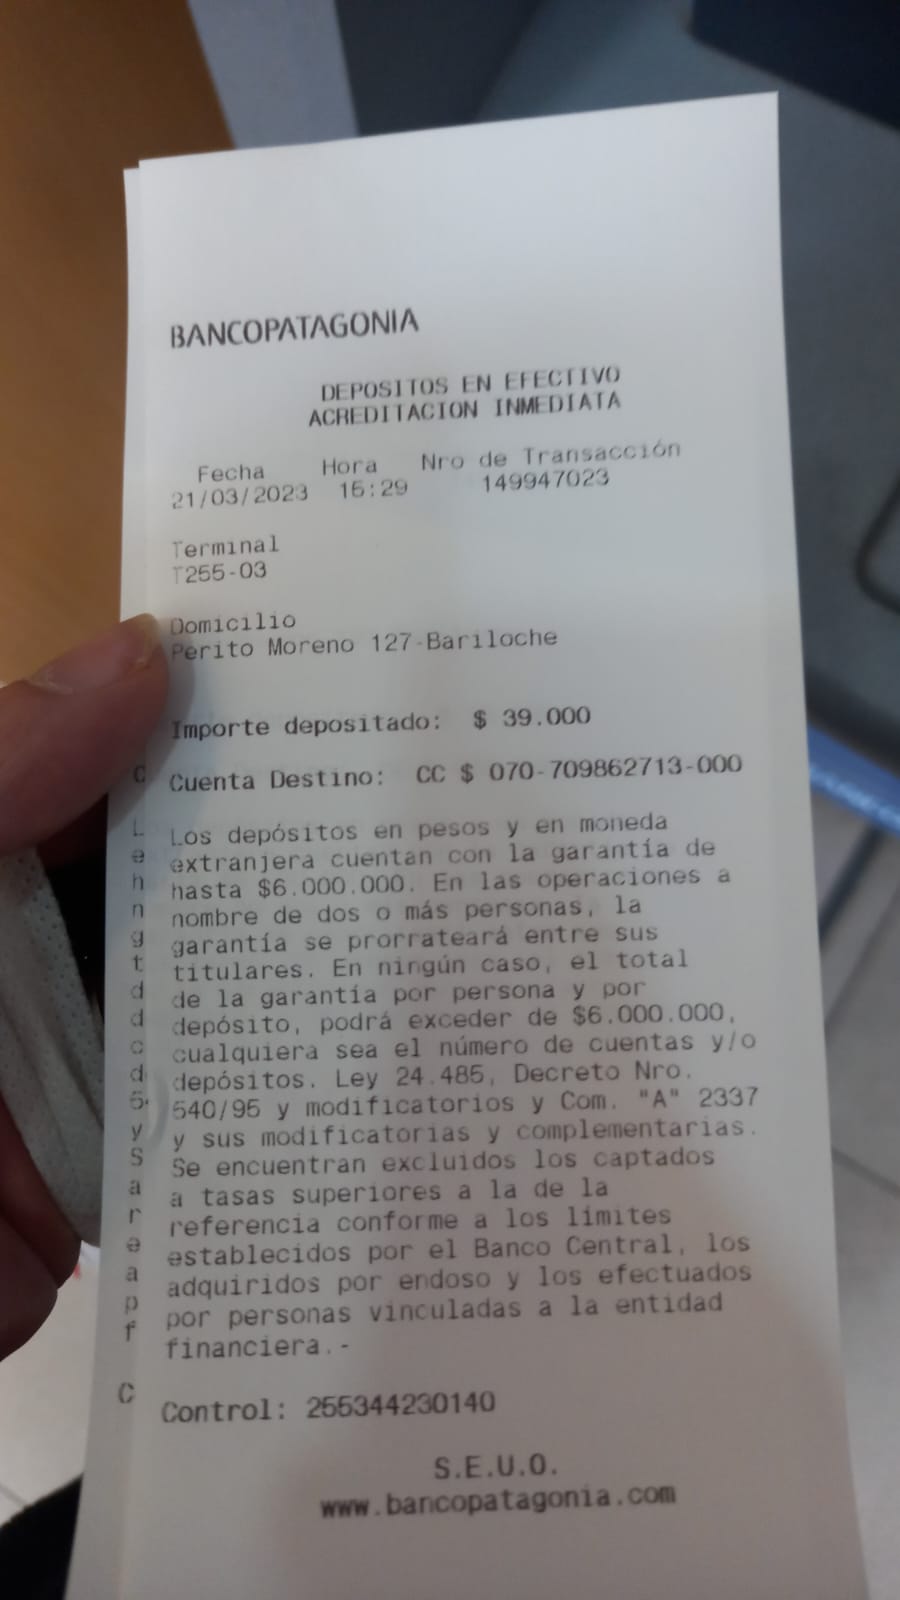 BANCOPATAGONIA
DEPOSITOS EN EFECTIVO
ACREDITACION INMEDIATA
Fecha Hora Nro de Transacción
21/03/2023 15:29 149947023
Terminal
T255-03
Domicilio
Perito Moreno 127-Bariloche
Importe depositado: $ 39.000
Cuenta Destino: CC $ 070-709862713-000
Los depósitos en pesos y en moneda
extranjera cuentan con la garantía de
hasta $6.000.000. En las operaciones a
nombre de dos o más personas, la
garantía se prorrateará entre sus
titulares. En ningún caso, el total
de la garantía por persona y por
depósito, podrá exceder de $6.000.000,
cualquiera sea el número de cuentas y/o
depósitos. Ley 24.485, Decreto Nro.
540/95 y modificatorios y Com. "A" 2337
y sus modificatorias y complementarias.
Se encuentran excluidos los captados
a tasas superiores a la de la
referencia conforme a los límites
establecidos por el Banco Central, los
adquiridos por endoso y los efectuados
por personas vinculadas a la entidad
financiera.-
Control: 255344230140
S.E.U.O.
www.bancopatagonia.com